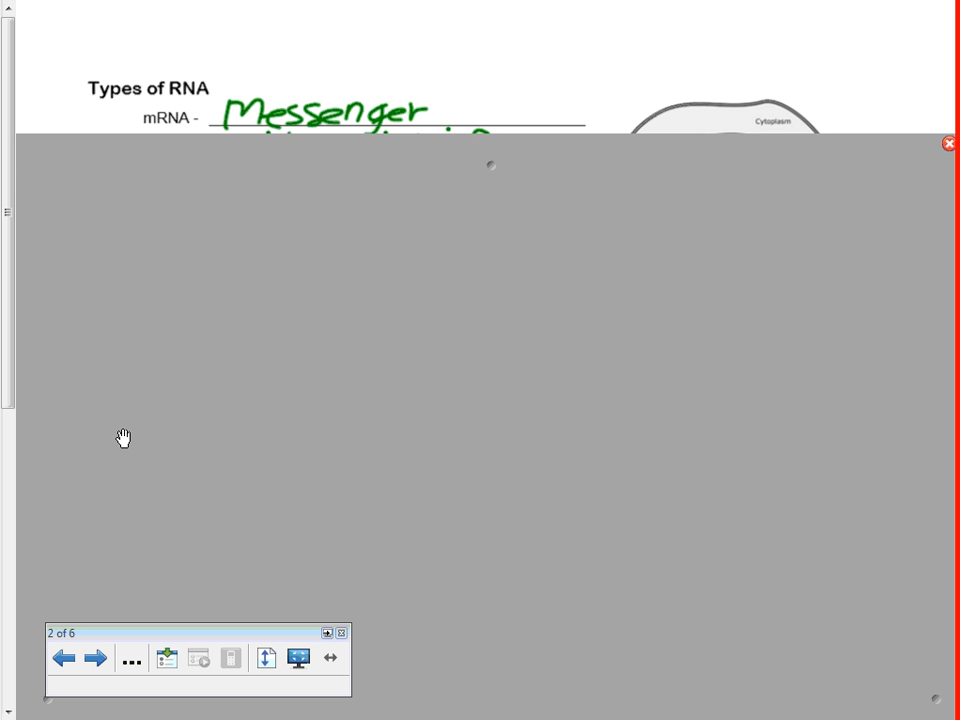 Types of RNA
mRNA - Messenger
Cytoplasm
2 of 6